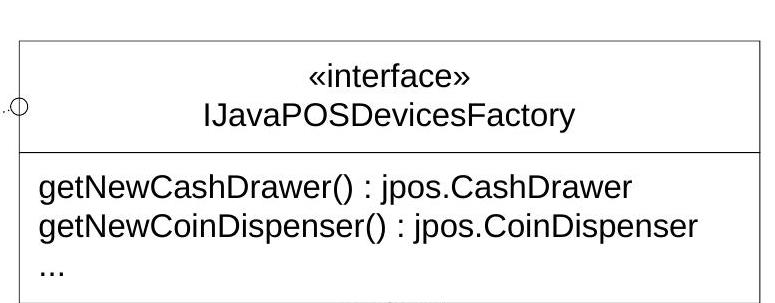 «interface»
IJavaPOSDevicesFactory
getNewCashDrawer() : jpos.CashDrawer
getNewCoinDispenser() : jpos.CoinDispenser
...